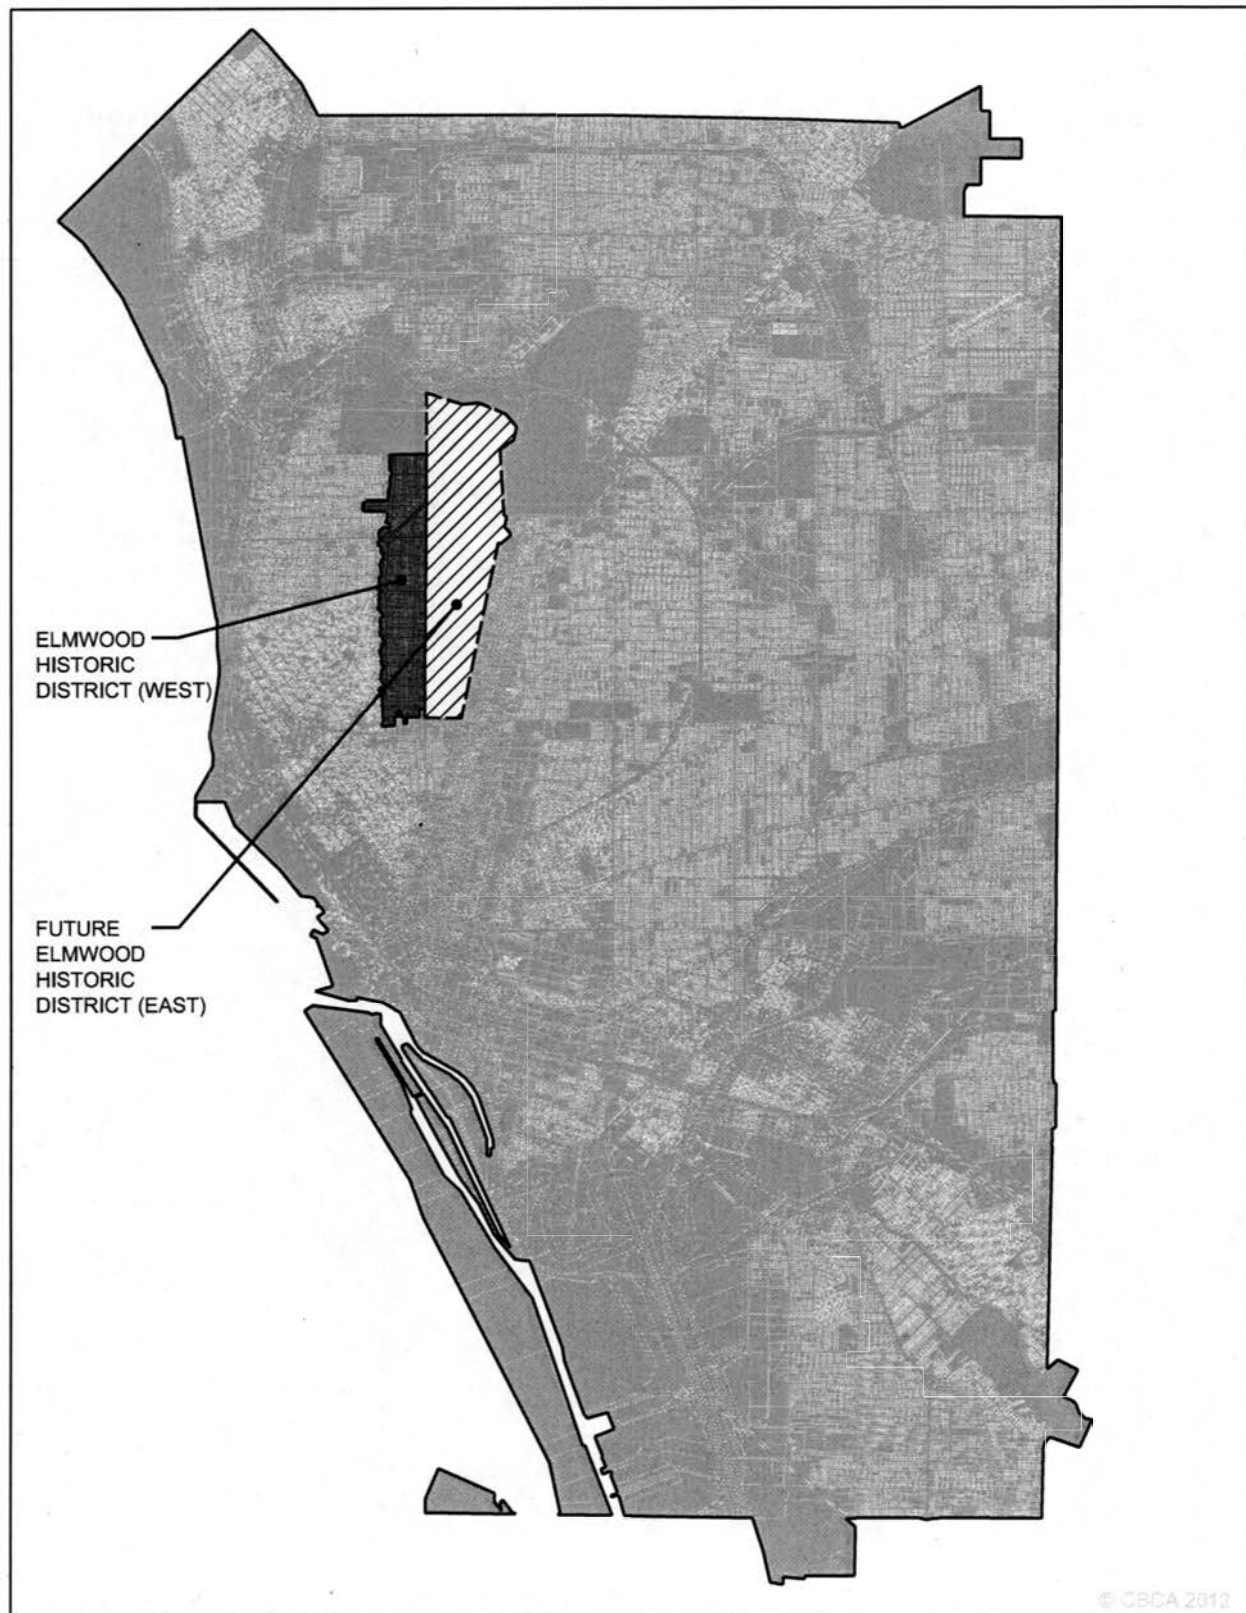 ELMWOOD
HISTORIC
DISTRICT (WEST)
FUTURE
ELMWOOD
HISTORIC
DISTRICT (EAST)
© CBCA 2012